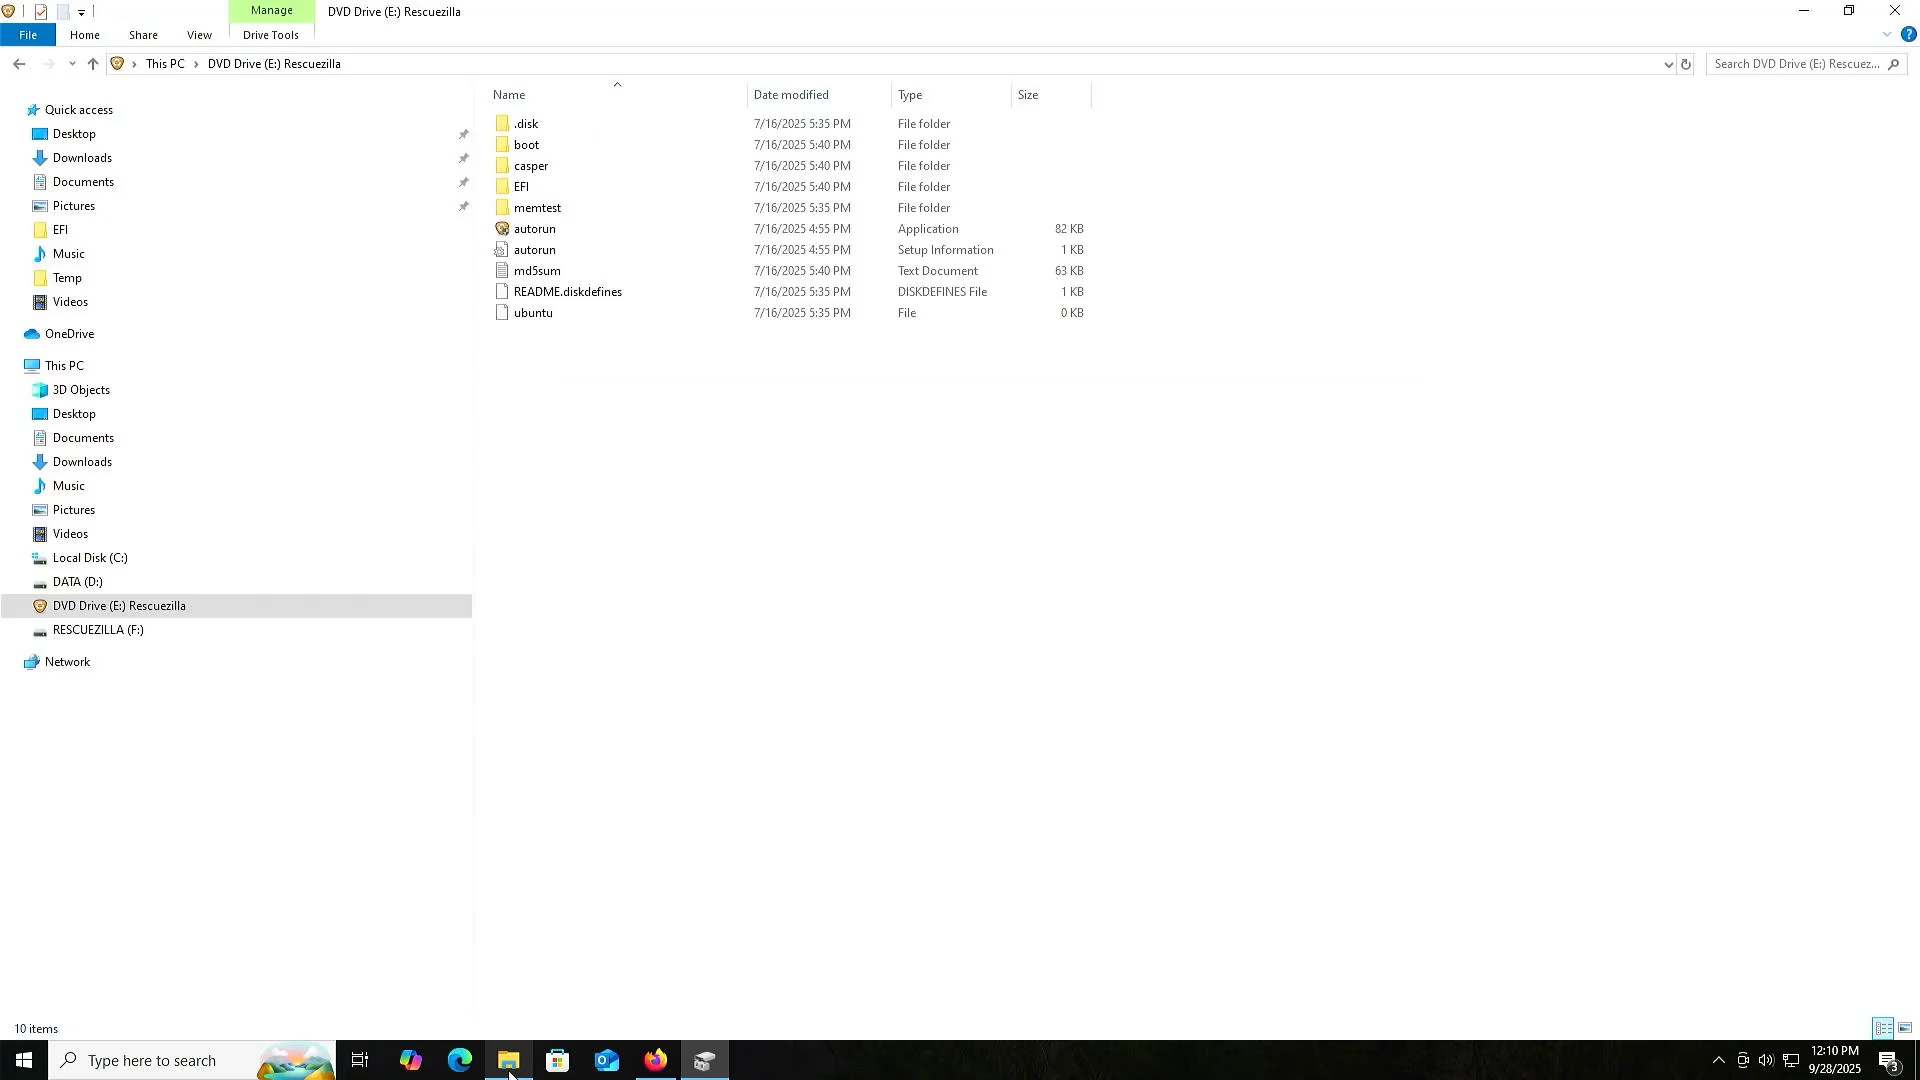 Manage DVD Drive (E:) Rescuezilla
File Home Share View Drive Tools
This PC DVD Drive (E:) Rescuezilla Search DVD Drive (E:) Rescuez...
Name Date modified Type Size
Quick access
Desktop
Downloads
Documents
Pictures
EFI
Music
Temp
Videos
OneDrive
This PC
3D Objects
Desktop
Documents
Downloads
Music
Pictures
Videos
Local Disk (C:)
DATA (D:)
DVD Drive (E:) Rescuezilla
RESCUEZILLA (F:)
Network
.disk 7/16/2025 5:35 PM File folder
boot 7/16/2025 5:40 PM File folder
casper 7/16/2025 5:40 PM File folder
EFI 7/16/2025 5:40 PM File folder
memtest 7/16/2025 5:35 PM File folder
autorun 7/16/2025 4:55 PM Application 82 KB
autorun 7/16/2025 4:55 PM Setup Information 1 KB
md5sum 7/16/2025 5:40 PM Text Document 63 KB
README.diskdefines 7/16/2025 5:35 PM DISKDEFINES File 1 KB
ubuntu 7/16/2025 5:35 PM File 0 KB
10 items
Type here to search
12:10 PM
9/28/2025
3